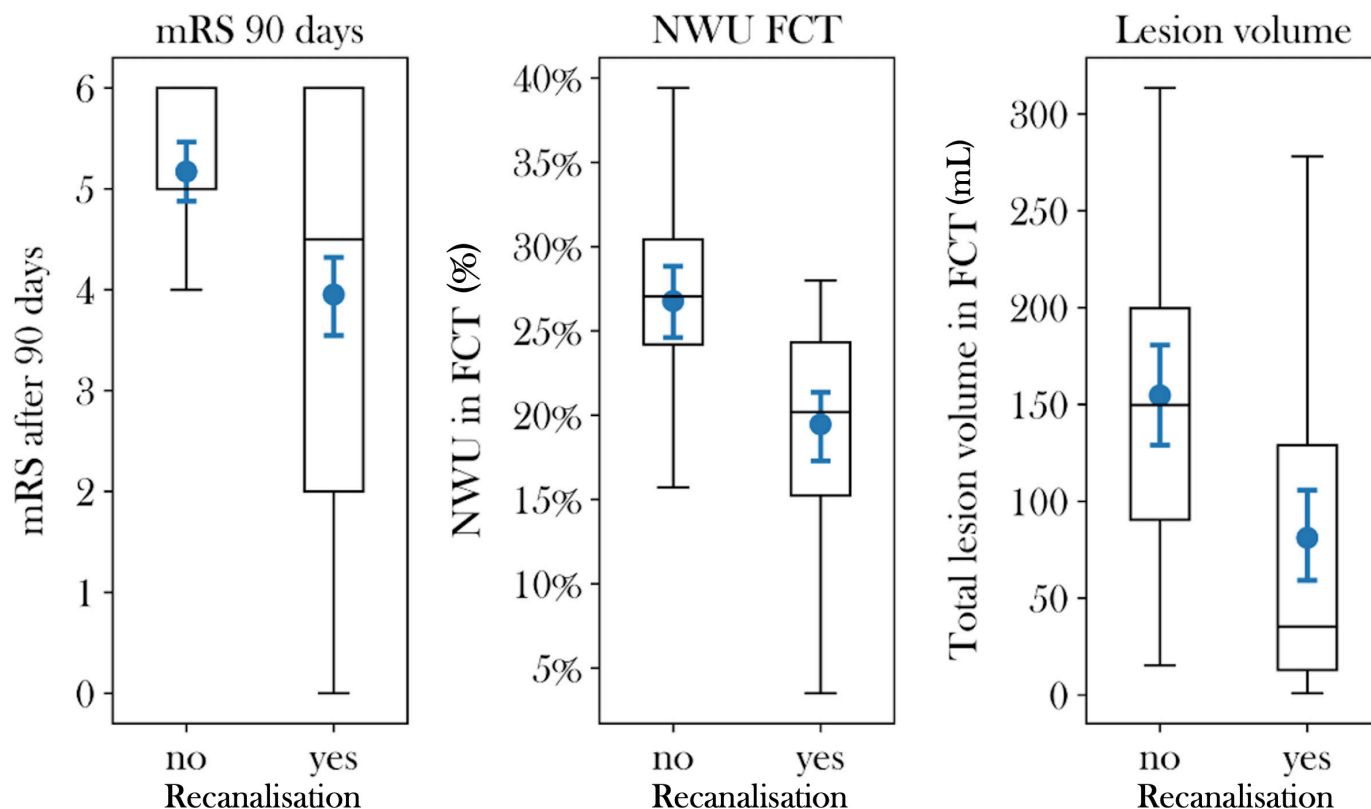 mRS 90 days
mRS after 90 days
6
5
4
3
2
1
0
no yes
Recanalisation
NWU FCT
NWU in FCT (%)
40%
35%
30%
25%
20%
15%
10%
5%
no yes
Recanalisation
Lesion volume
Total lesion volume in FCT (mL)
300
250
200
150
100
50
0
no yes
Recanalisation